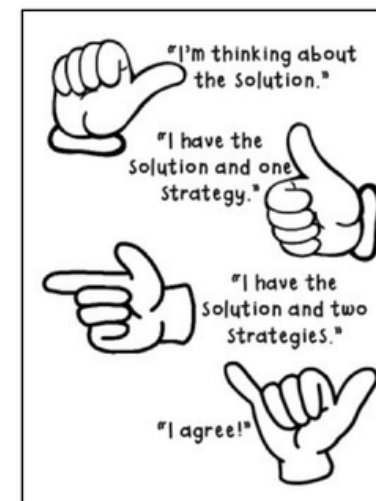 "I'm thinking about
the solution."
"I have the
solution and one
strategy."
"I have the
solution and two
strategies."
"I agree!"